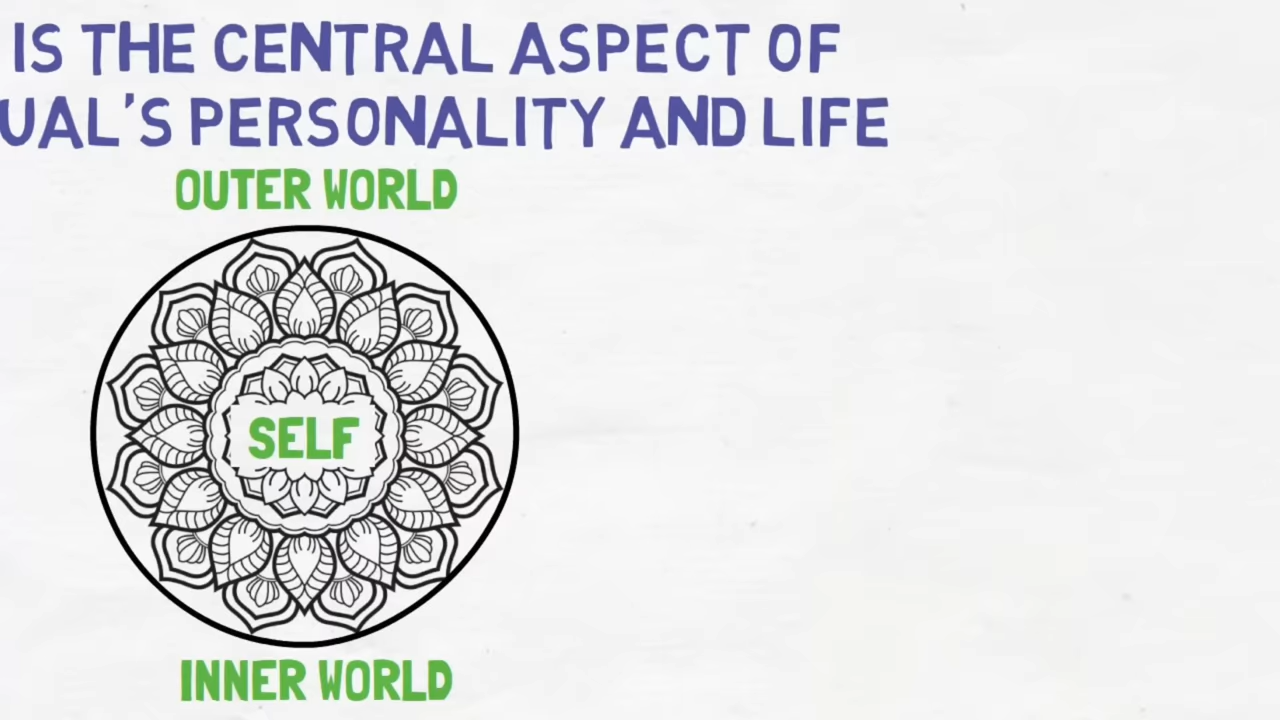 IS THE CENTRAL ASPECT OF
UAL'S PERSONALITY AND LIFE
OUTER WORLD
SELF
INNER WORLD